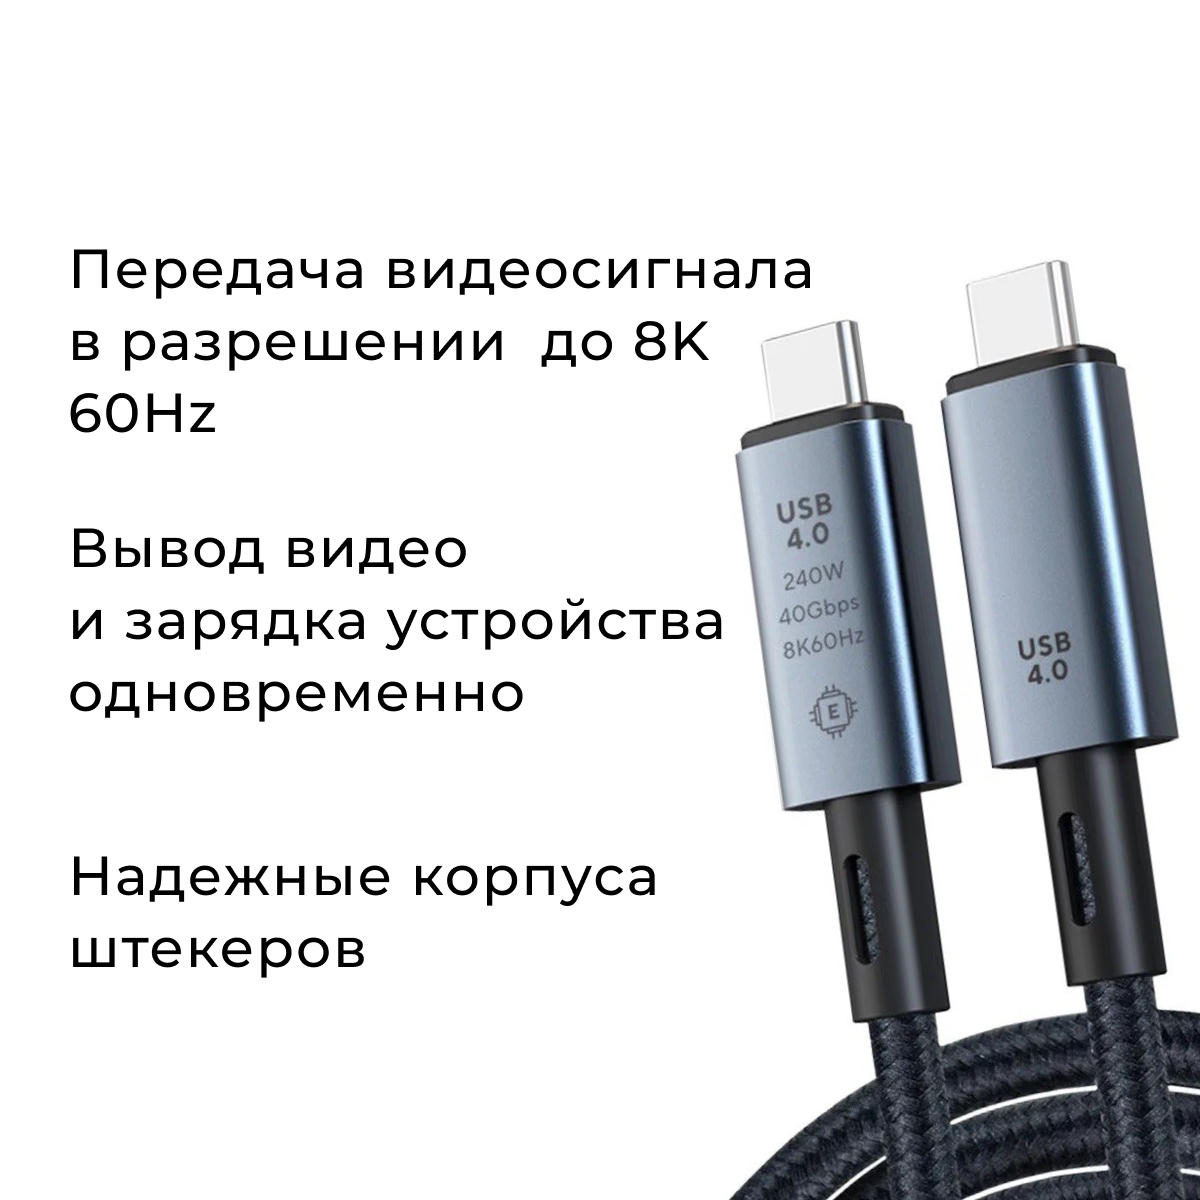 Передача видеосигнала
в разрешении до 8K
60Hz
Вывод видео
и зарядка устройства
одновременно
Надежные корпуса
штекеров
USB
4.0
240W
40Gbps
8K60Hz
E
USB
4.0